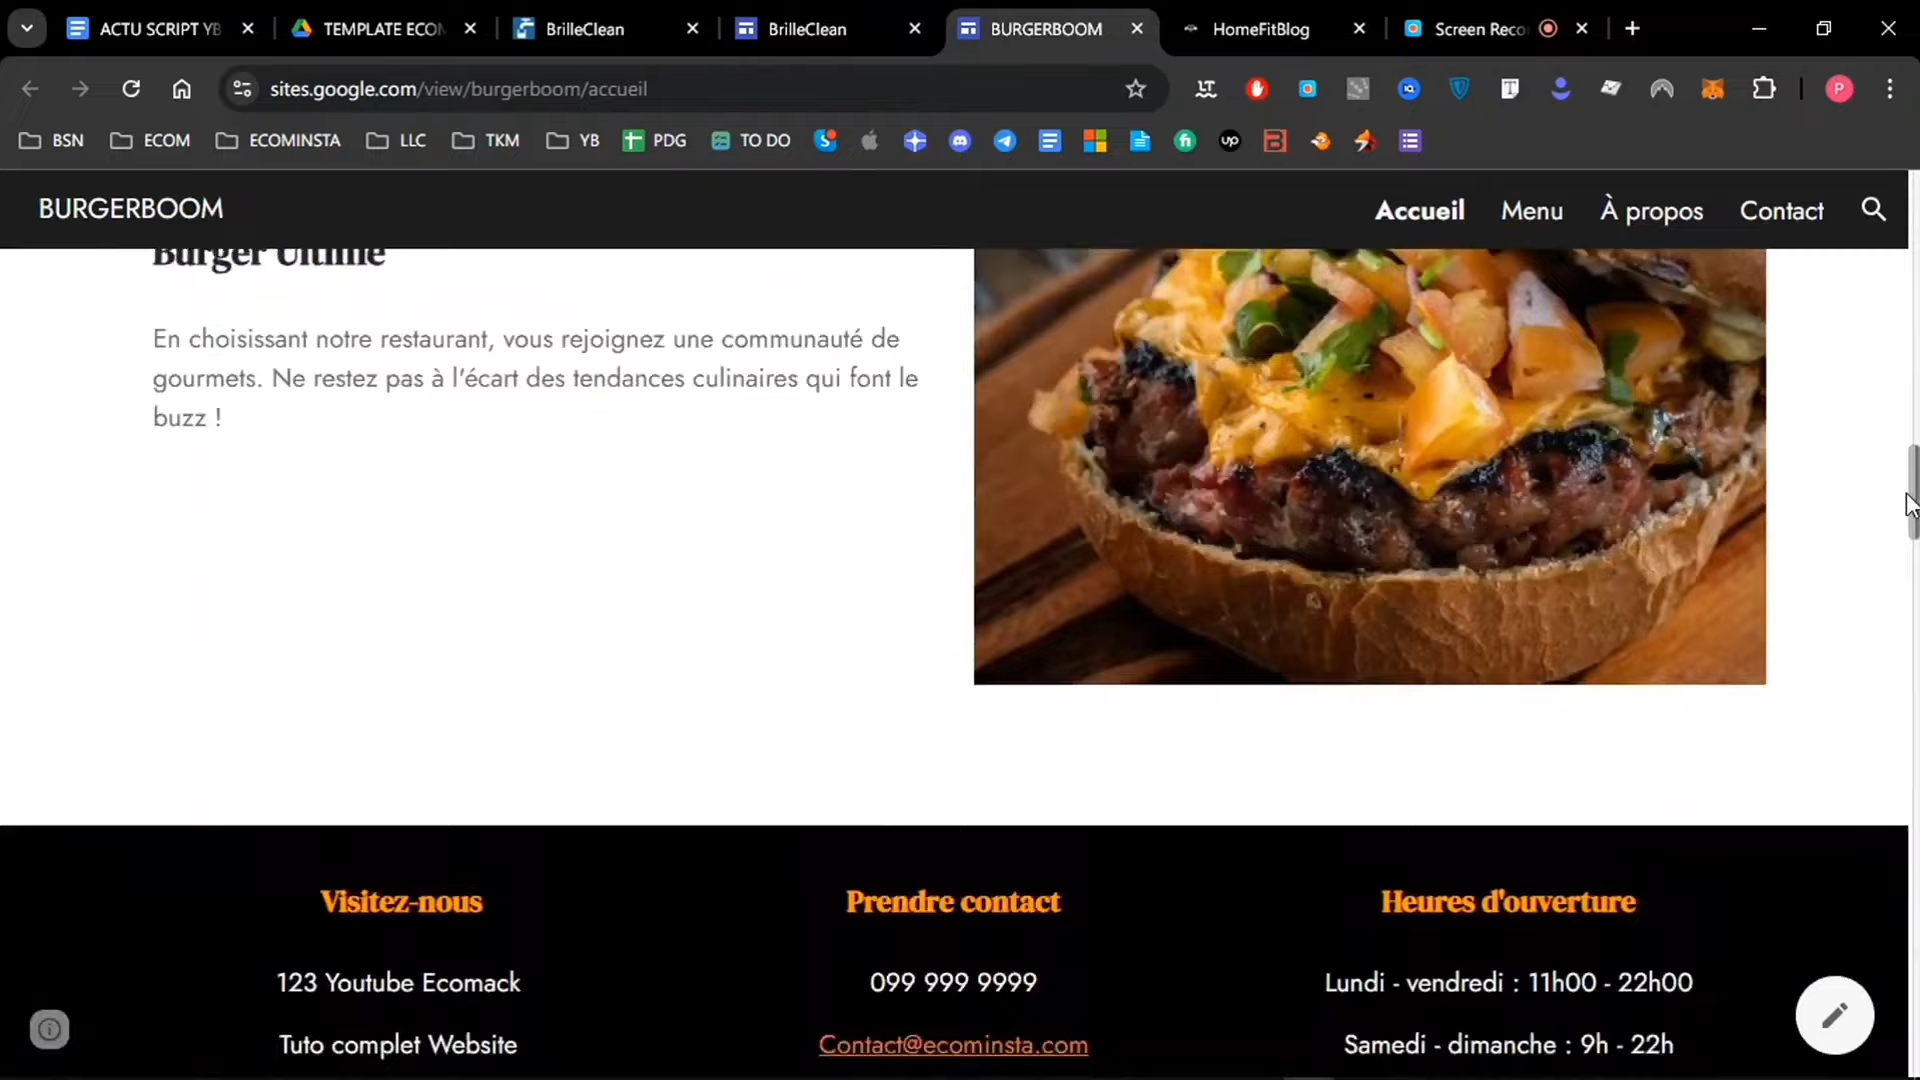 ACTU SCRIPT YB
TEMPLATE ECOM
BrilleClean
BrilleClean
BURGERBOOM
HomeFitBlog
Screen Reco
sites.google.com/view/burgerboom/accueil
P
BSN
ECOM
ECOMINSTA
LLC
TKM
YB
PDG
TO DO
BURGERBOOM
Accueil
Menu
À propos
Contact
Burger Ultime
En choisissant notre restaurant, vous rejoignez une communauté de
gourmets. Ne restez pas à l'écart des tendances culinaires qui font le
buzz !
Visitez-nous
Prendre contact
Heures d'ouverture
123 Youtube Ecomack
099 999 9999
Lundi - vendredi : 11h00 - 22h00
Tuto complet Website
Contact@ecominsta.com
Samedi - dimanche : 9h - 22h